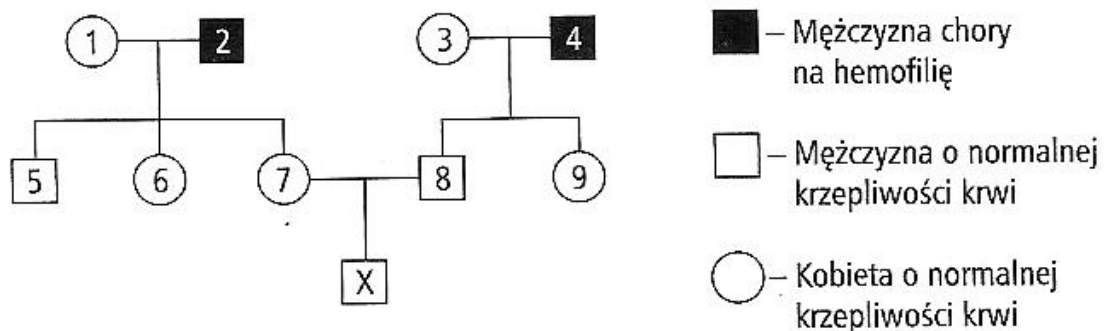 1 2 3 4
5 6 7 8 9
X
– Mężczyzna chory
na hemofilię
– Mężczyzna o normalnej
krzepliwości krwi
– Kobieta o normalnej
krzepliwości krwi